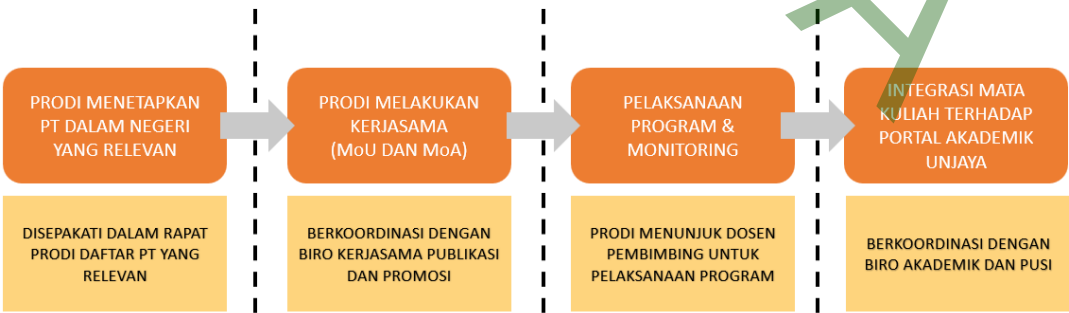 PRODI MENETAPKAN
PT DALAM NEGERI
YANG RELEVAN
PRODI MELAKUKAN
KERJASAMA
(MoU DAN MoA)
PELAKSANAAN
PROGRAM &
MONITORING
INTEGRASI MATA
KULIAH TERHADAP
PORTAL AKADEMIK
UNJAYA
DISEPAKATI DALAM RAPAT
PRODI DAFTAR PT YANG
RELEVAN
BERKOORDINASI DENGAN
BIRO KERJASAMA PUBLIKASI
DAN PROMOSI
PRODI MENUNJUK DOSEN
PEMBIMBING UNTUK
PELAKSANAAN PROGRAM
BERKOORDINASI DENGAN
BIRO AKADEMIK DAN PUSI